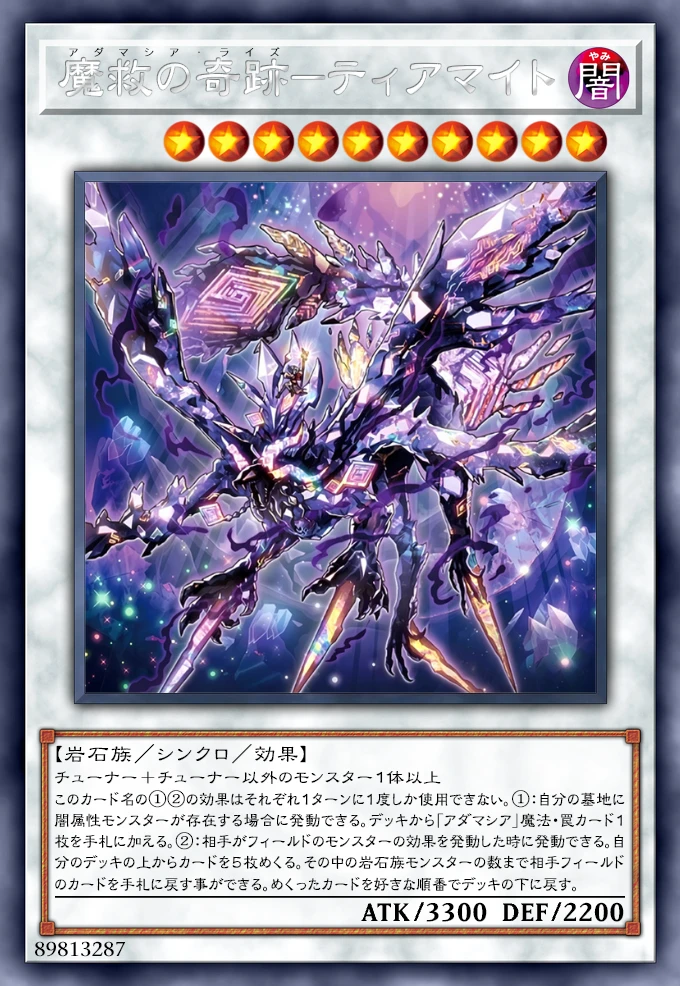 アダマシア・ライズ
魔救の奇跡－ティアマイト
やみ
闇
【岩石族／シンクロ／効果】
チューナー＋チューナー以外のモンスター１体以上
このカード名の①②の効果はそれぞれ１ターンに１度しか使用できない。①：自分の墓地に
闇属性モンスターが存在する場合に発動できる。デッキから「アダマシア」魔法・罠カード１
枚を手札に加える。②：相手がフィールドのモンスターの効果を発動した時に発動できる。自
分のデッキの上からカードを５枚めくる。その中の岩石族モンスターの数まで相手フィールド
のカードを手札に戻す事ができる。めくったカードを好きな順番でデッキの下に戻す。
ATK/3300 DEF/2200
89813287